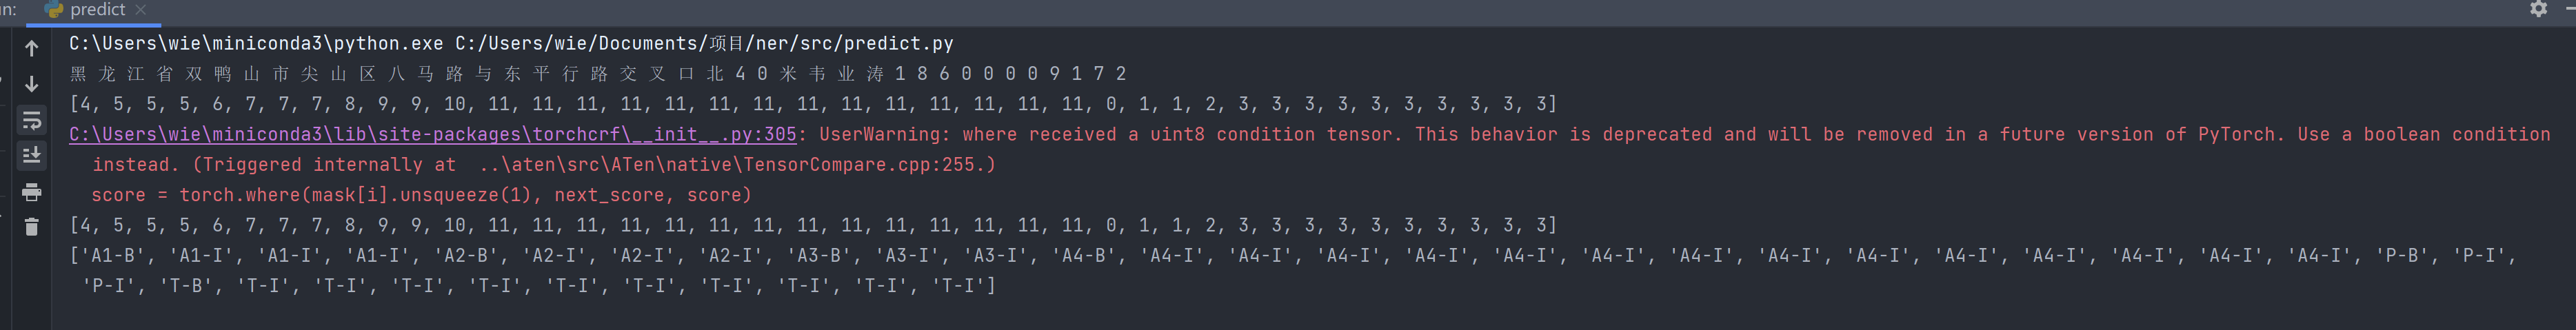 un:
predict
C:\Users\wie\miniconda3\python.exe C:/Users/wie/Documents/项目/ner/src/predict.py
黑 龙 江 省 双 鸭 山 市 尖 山 区 八 马 路 与 东 平 行 路 交 叉 口 北 4 0 米 韦 业 涛 1 8 6 0 0 0 0 9 1 7 2
[4, 5, 5, 5, 6, 7, 7, 7, 8, 9, 9, 10, 11, 11, 11, 11, 11, 11, 11, 11, 11, 11, 11, 11, 11, 11, 0, 1, 1, 2, 3, 3, 3, 3, 3, 3, 3, 3, 3, 3]
C:\Users\wie\miniconda3\lib\site-packages\torchcrf\__init__.py:305: UserWarning: where received a uint8 condition tensor. This behavior is deprecated and will be removed in a future version of PyTorch. Use a boolean condition
instead. (Triggered internally at  ..\aten\src\ATen\native\TensorCompare.cpp:255.)
score = torch.where(mask[i].unsqueeze(1), next_score, score)
[4, 5, 5, 5, 6, 7, 7, 7, 8, 9, 9, 10, 11, 11, 11, 11, 11, 11, 11, 11, 11, 11, 11, 11, 11, 11, 0, 1, 1, 2, 3, 3, 3, 3, 3, 3, 3, 3, 3, 3]
['A1-B', 'A1-I', 'A1-I', 'A1-I', 'A2-B', 'A2-I', 'A2-I', 'A2-I', 'A3-B', 'A3-I', 'A3-I', 'A4-B', 'A4-I', 'A4-I', 'A4-I', 'A4-I', 'A4-I', 'A4-I', 'A4-I', 'A4-I', 'A4-I', 'A4-I', 'A4-I', 'A4-I', 'A4-I', 'A4-I', 'P-B', 'P-I',
'P-I', 'T-B', 'T-I', 'T-I', 'T-I', 'T-I', 'T-I', 'T-I', 'T-I', 'T-I', 'T-I', 'T-I']